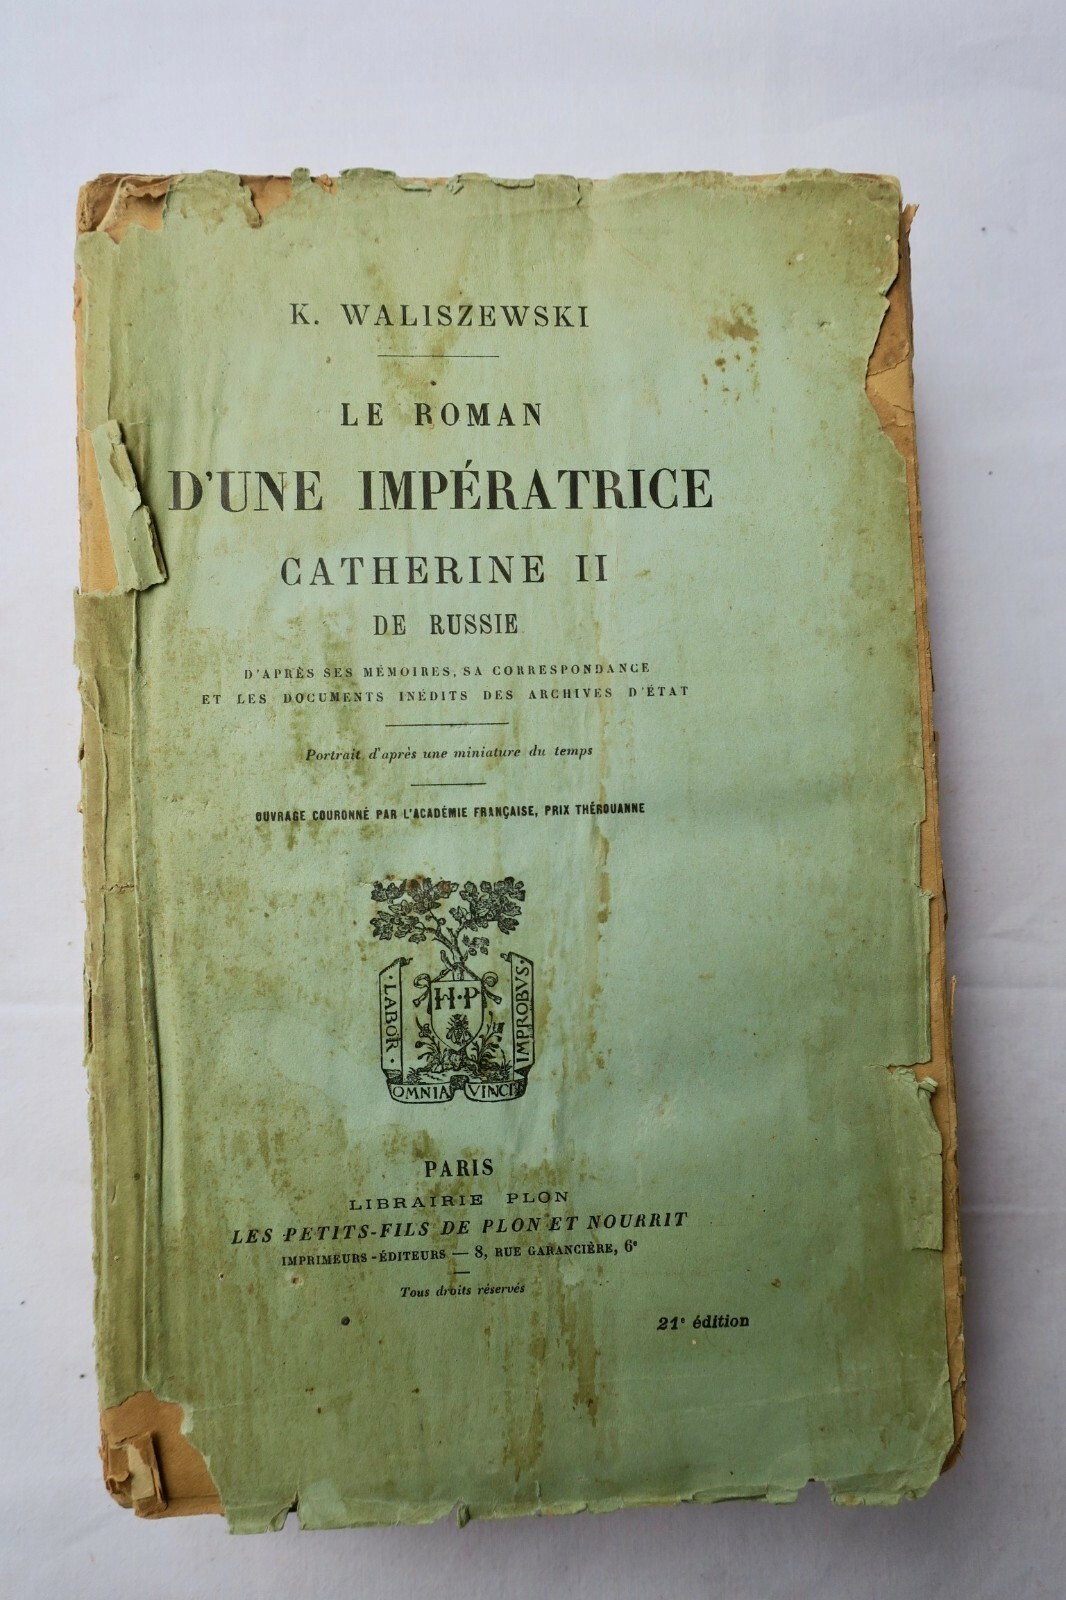 K. WALISZEWSKI
LE ROMAN
D'UNE IMPÉRATRICE
CATHERINE II
DE RUSSIE
D'APRÈS SES MÉMOIRES, SA CORRESPONDANCE
ET LES DOCUMENTS INÉDITS DES ARCHIVES D'ÉTAT
Portrait d'après une miniature du temps
OUVRAGE COURONNÉ PAR L'ACADÉMIE FRANÇAISE, PRIX THÉROUANNE
H·P
·LABOR·
IMPROBVS·
OMNIA VINCIT
PARIS
LIBRAIRIE PLON
LES PETITS-FILS DE PLON ET NOURRIT
IMPRIMEURS-ÉDITEURS — 8, RUE GARANCIÈRE, 6e
Tous droits réservés
21e édition